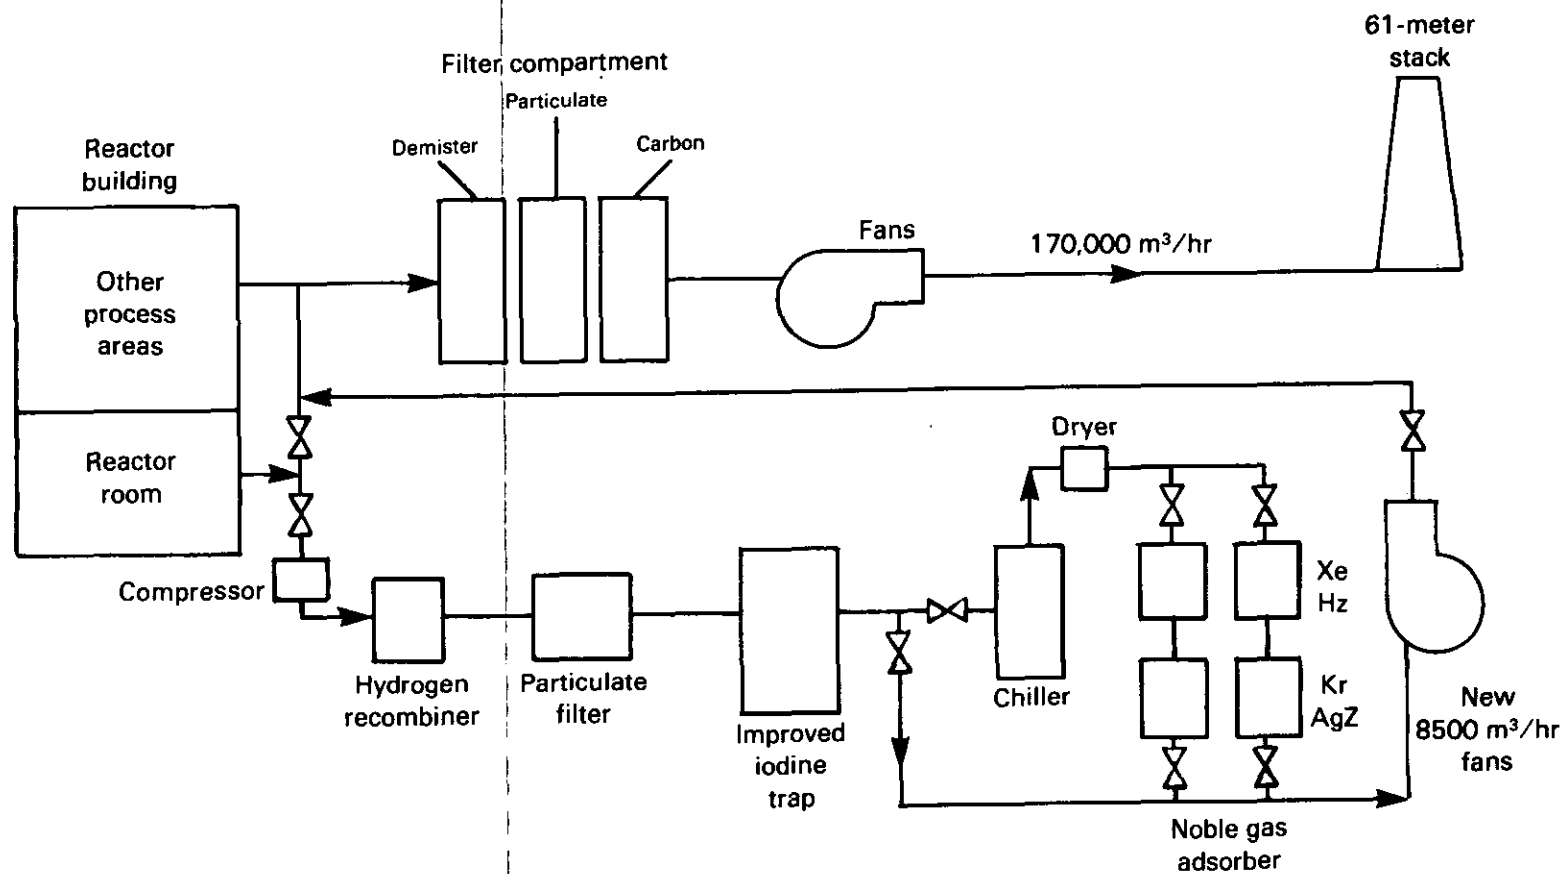 61-meter
stack
Filter compartment
Particulate
Demister
Carbon
Reactor
building
Fans
170,000 m³/hr
Other
process
areas
Dryer
Reactor
room
Compressor
Xe
Hz
Hydrogen
recombiner
Particulate
filter
Improved
iodine
trap
Chiller
Kr
AgZ
New
8500 m³/hr
fans
Noble gas
adsorber